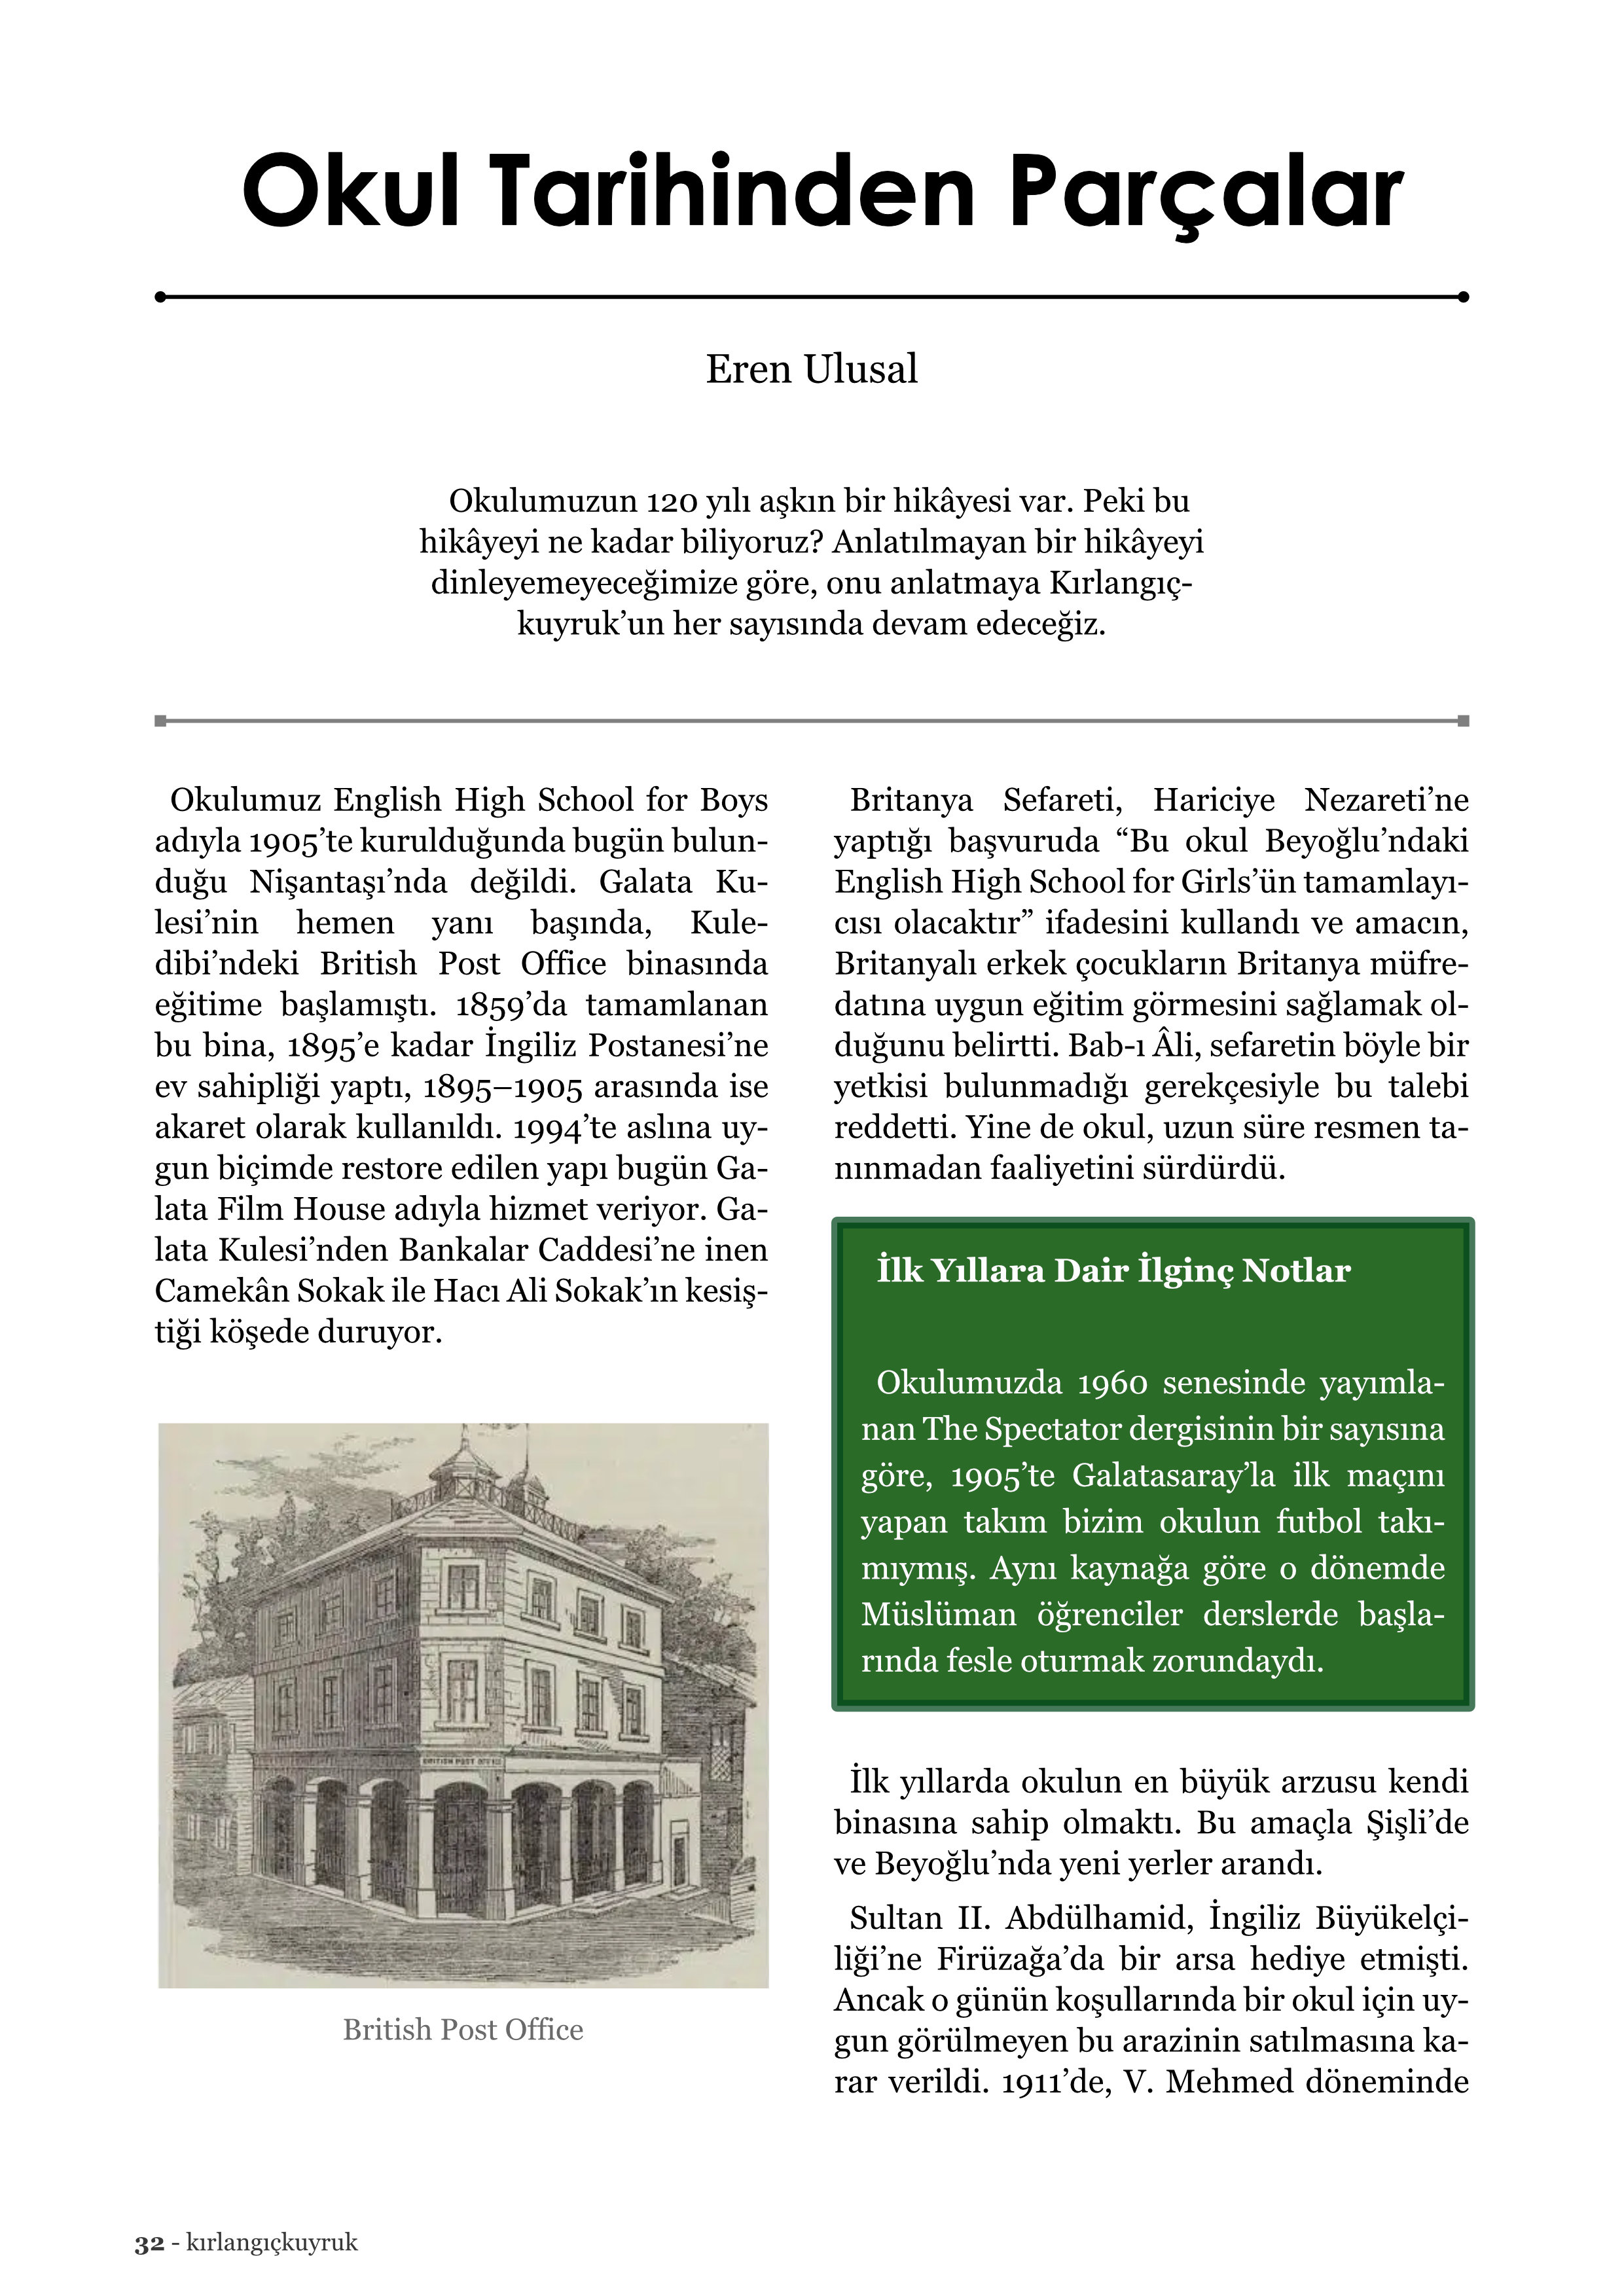 Okul Tarihinden Parçalar
Eren Ulusal
Okulumuzun 120 yılı aşkın bir hikâyesi var. Peki bu
hikâyeyi ne kadar biliyoruz? Anlatılmayan bir hikâyeyi
dinleyemeyeceğimize göre, onu anlatmaya Kırlangıç-
kuyruk’un her sayısında devam edeceğiz.
Okulumuz English High School for Boys
adıyla 1905’te kurulduğunda bugün bulun-
duğu Nişantaşı’nda değildi. Galata Ku-
lesi’nin hemen yanı başında, Kule-
dibi’ndeki British Post Office binasında
eğitime başlamıştı. 1859’da tamamlanan
bu bina, 1895’e kadar İngiliz Postanesi’ne
ev sahipliği yaptı, 1895–1905 arasında ise
akaret olarak kullanıldı. 1994’te aslına uy-
gun biçimde restore edilen yapı bugün Ga-
lata Film House adıyla hizmet veriyor. Ga-
lata Kulesi’nden Bankalar Caddesi’ne inen
Camekân Sokak ile Hacı Ali Sokak’ın kesiş-
tiği köşede duruyor.
BRITISH POST OFFICE
British Post Office
Britanya Sefareti, Hariciye Nezareti’ne
yaptığı başvuruda “Bu okul Beyoğlu’ndaki
English High School for Girls’ün tamamlayı-
cısı olacaktır” ifadesini kullandı ve amacın,
Britanyalı erkek çocukların Britanya müfre-
datına uygun eğitim görmesini sağlamak ol-
duğunu belirtti. Bab-ı Âli, sefaretin böyle bir
yetkisi bulunmadığı gerekçesiyle bu talebi
reddetti. Yine de okul, uzun süre resmen ta-
nınmadan faaliyetini sürdürdü.
İlk Yıllara Dair İlginç Notlar
Okulumuzda 1960 senesinde yayımla-
nan The Spectator dergisinin bir sayısına
göre, 1905’te Galatasaray’la ilk maçını
yapan takım bizim okulun futbol takı-
mıymış. Aynı kaynağa göre o dönemde
Müslüman öğrenciler derslerde başla-
rında fesle oturmak zorundaydı.
İlk yıllarda okulun en büyük arzusu kendi
binasına sahip olmaktı. Bu amaçla Şişli’de
ve Beyoğlu’nda yeni yerler arandı.
Sultan II. Abdülhamid, İngiliz Büyükelçi-
liği’ne Firüzağa’da bir arsa hediye etmişti.
Ancak o günün koşullarında bir okul için uy-
gun görülmeyen bu arazinin satılmasına ka-
rar verildi. 1911’de, V. Mehmed döneminde
32 - kırlangıçkuyruk